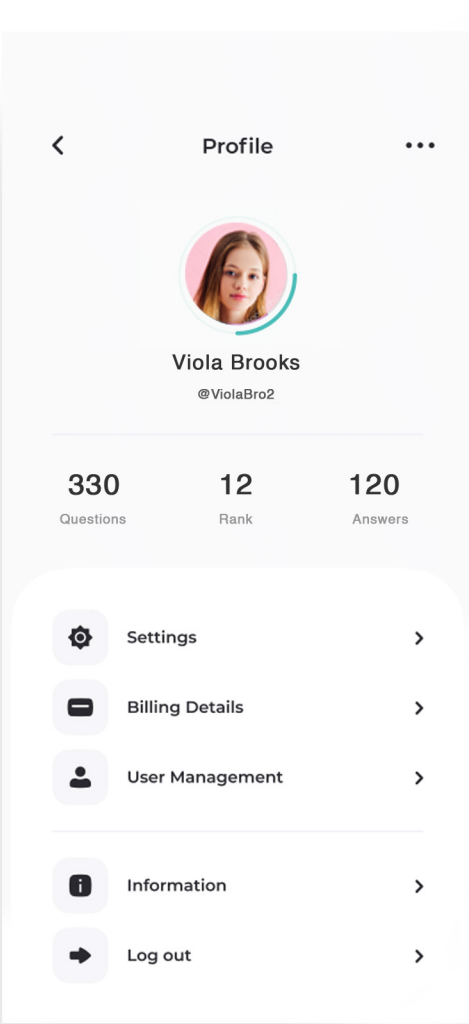 Profile
Viola Brooks
@ViolaBro2
330 12 120
Questions Rank Answers
Settings
Billing Details
User Management
Information
Log out